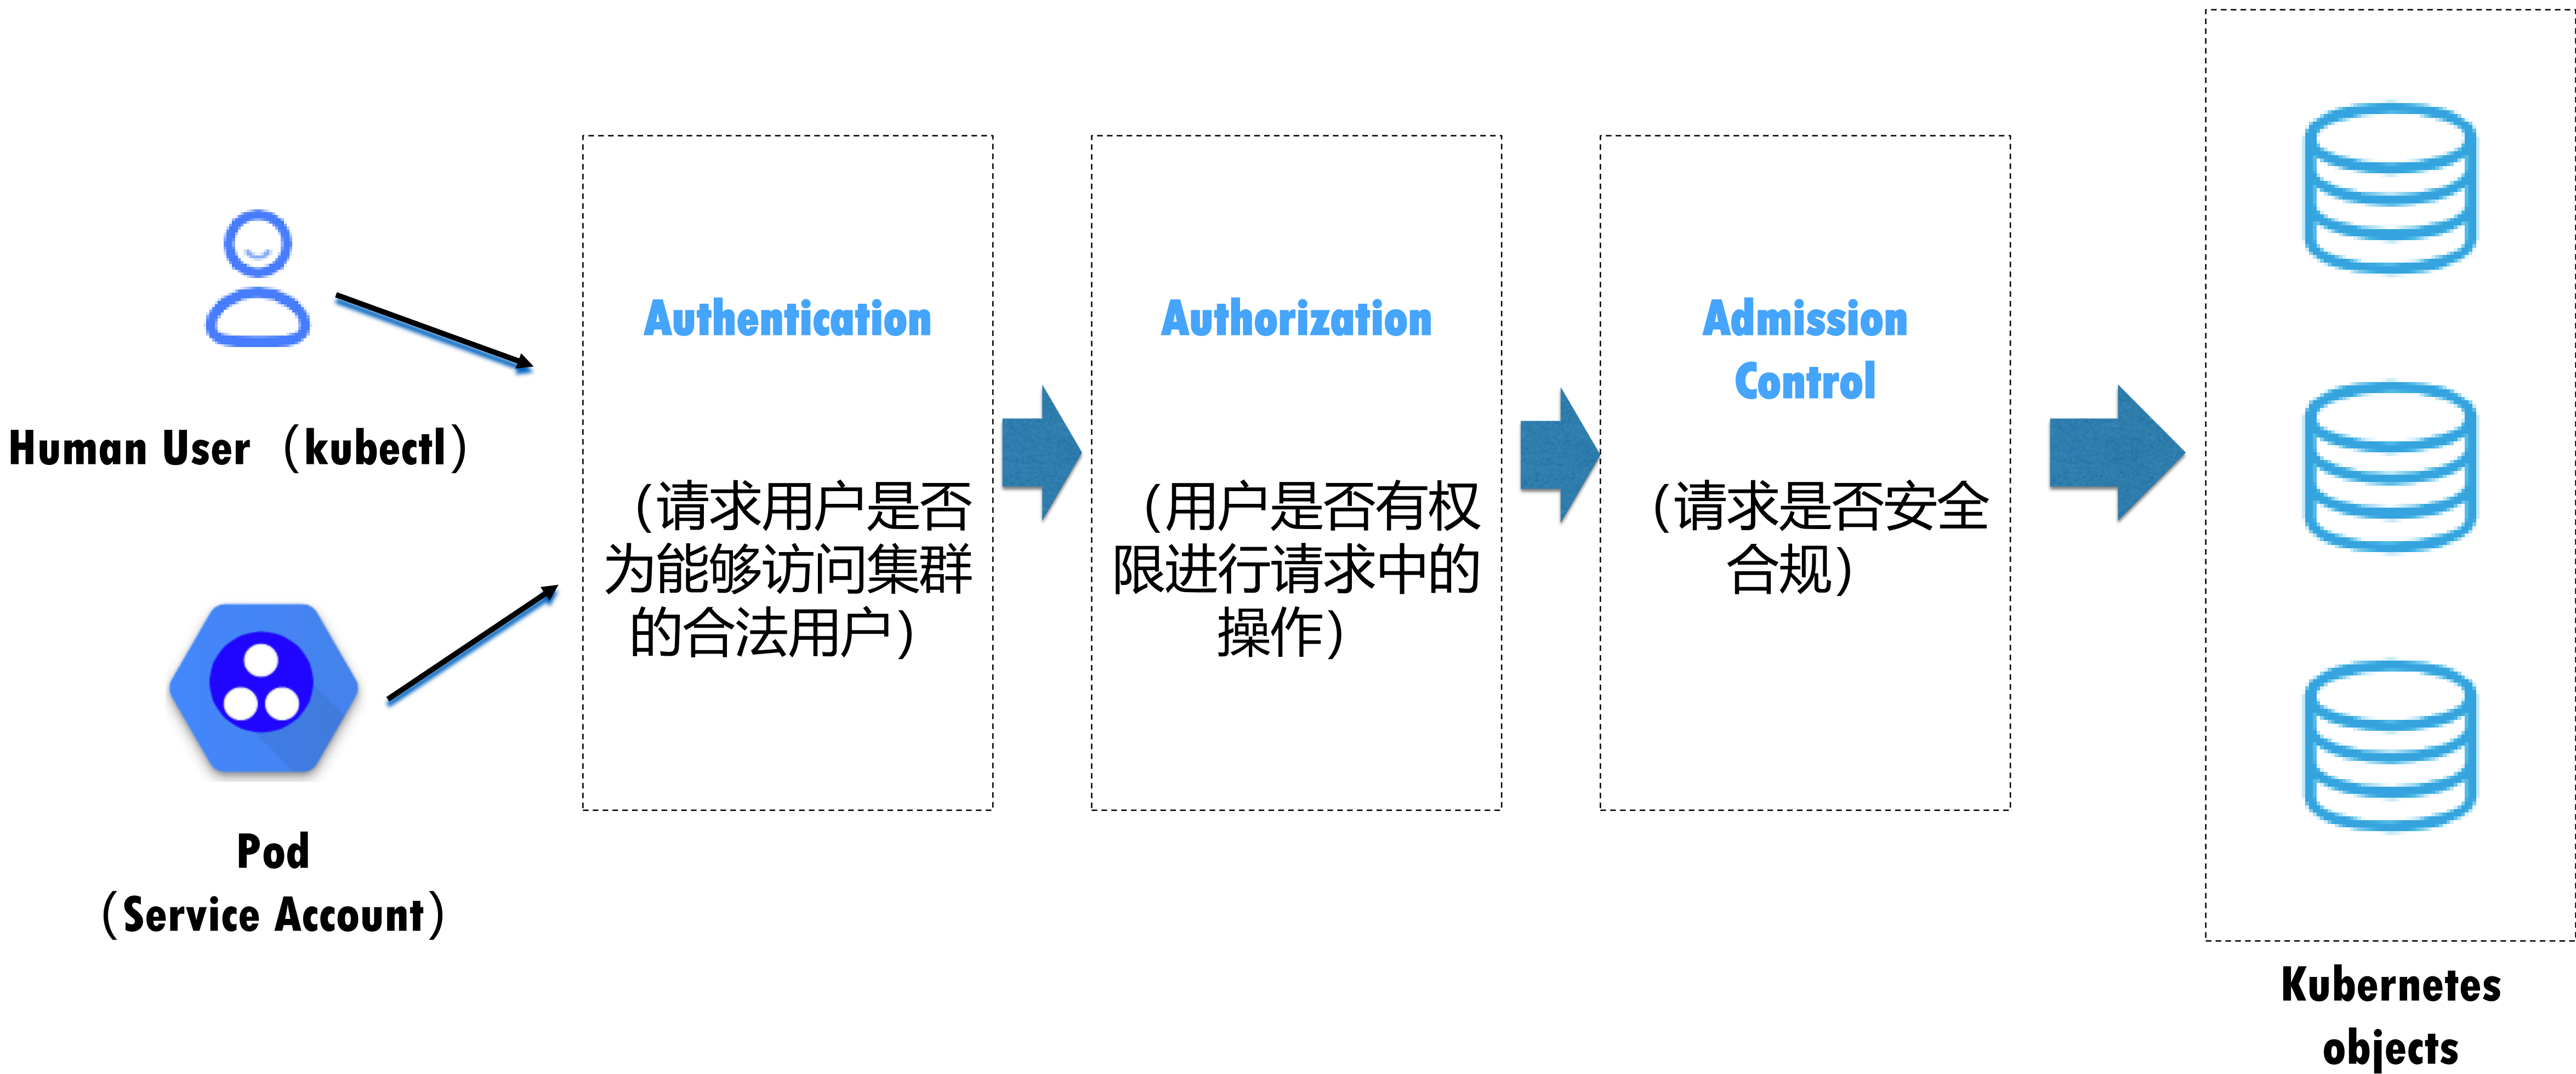 Human User（kubectl）
Pod
（Service Account）
Authentication
（请求用户是否
为能够访问集群
的合法用户）
Authorization
（用户是否有权
限进行请求中的
操作）
Admission
Control
（请求是否安全
合规）
Kubernetes
objects